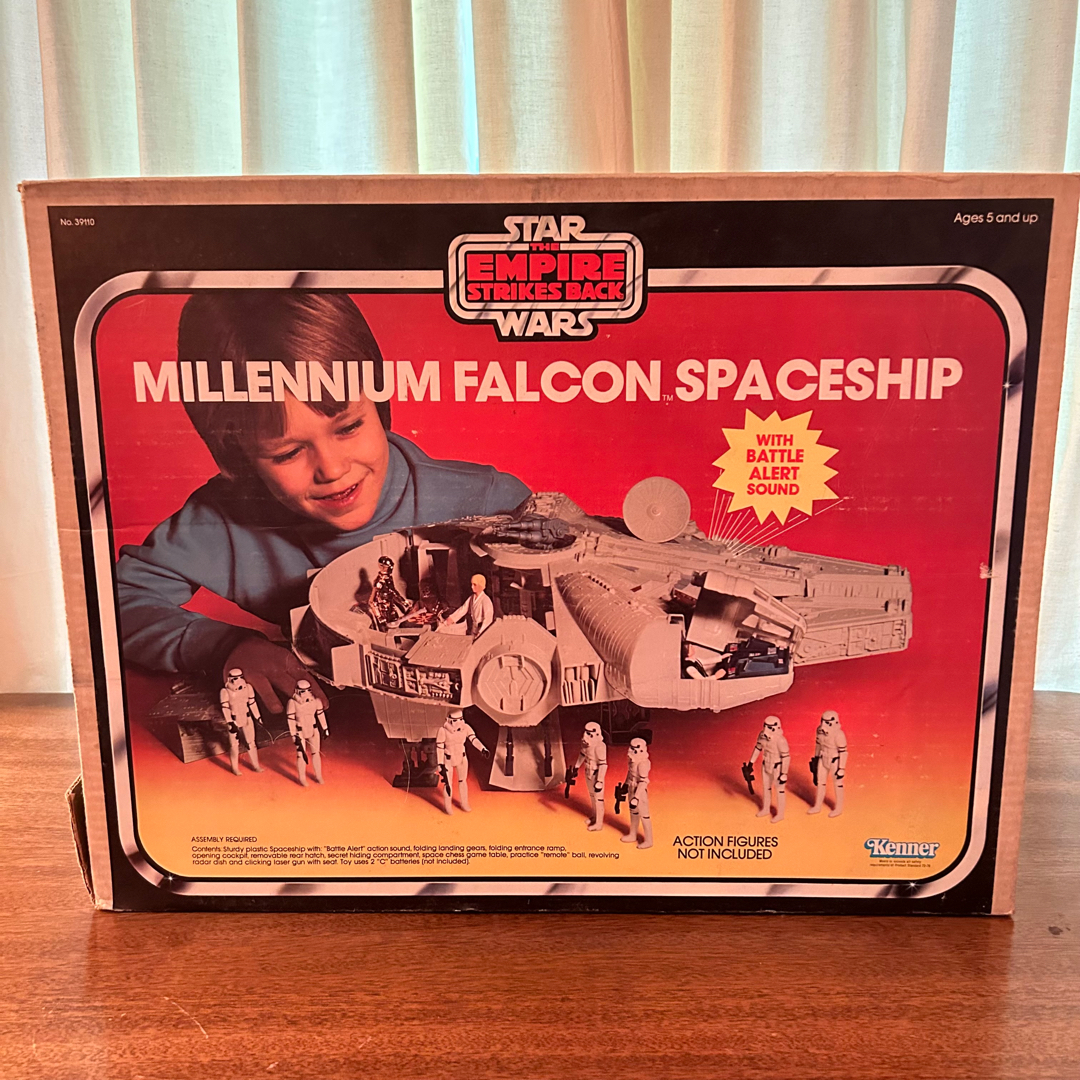 No. 39110
Ages 5 and up
STAR
THE
EMPIRE
STRIKES BACK
WARS
MILLENNIUM FALCON™ SPACESHIP
WITH
BATTLE
ALERT
SOUND
ASSEMBLY REQUIRED
Contents: Sturdy plastic Spaceship with: "Battle Alert" action sound, folding landing gears, folding entrance ramp,
opening cockpit, removable rear hatch, secret hiding compartment, space chess game table, practice "remote" ball, revolving
radar dish and clicking laser gun with seat. Toy uses 2 "C" batteries [not included].
ACTION FIGURES
NOT INCLUDED
Kenner